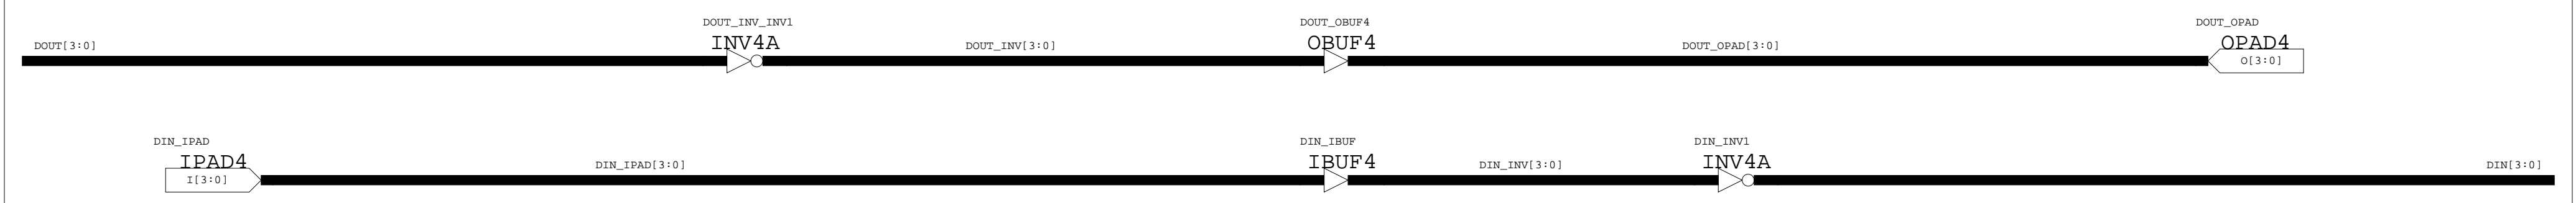 DOUT_INV_INV1
DOUT_OBUF4
DOUT_OPAD
DOUT[3:0]
INV4A
DOUT_INV[3:0]
OBUF4
DOUT_OPAD[3:0]
OPAD4
O[3:0]
DIN_IPAD
DIN_IBUF
DIN_INV1
IPAD4
DIN_IPAD[3:0]
IBUF4
DIN_INV[3:0]
INV4A
DIN[3:0]
I[3:0]